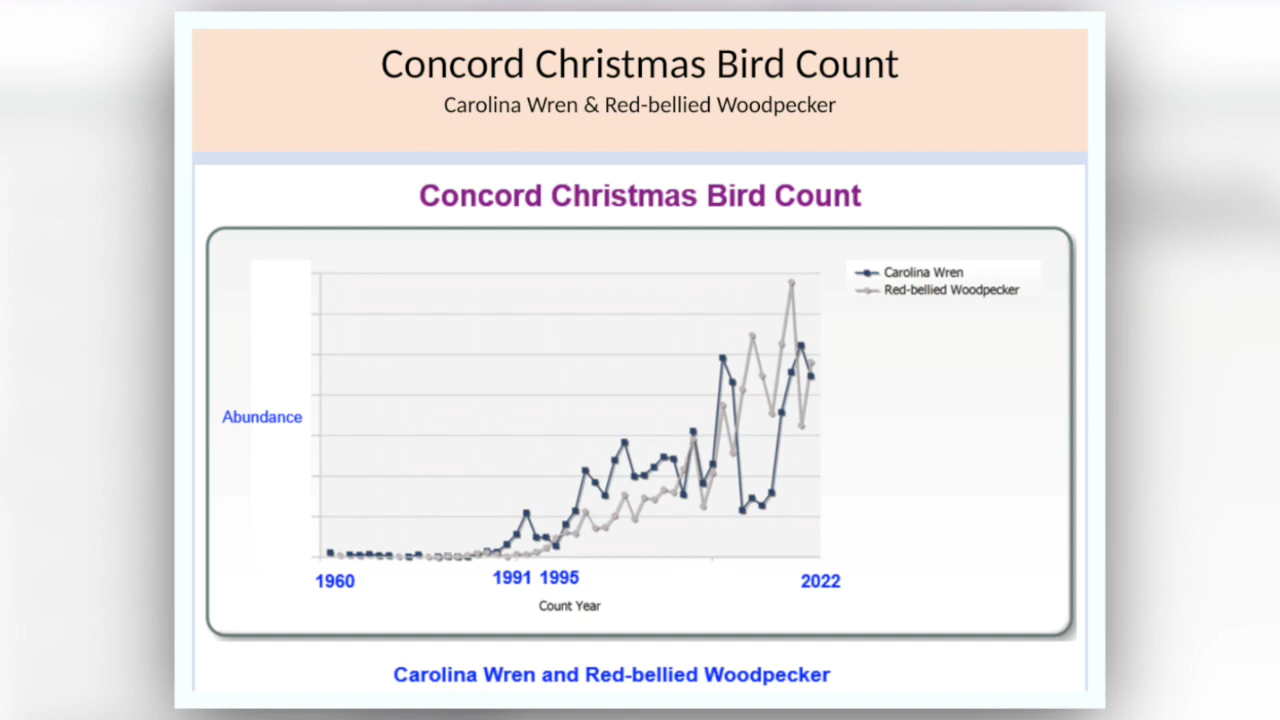 Concord Christmas Bird Count
Carolina Wren & Red-bellied Woodpecker
Concord Christmas Bird Count
Carolina Wren
Red-bellied Woodpecker
Abundance
1960
1991 1995
2022
Count Year
Carolina Wren and Red-bellied Woodpecker